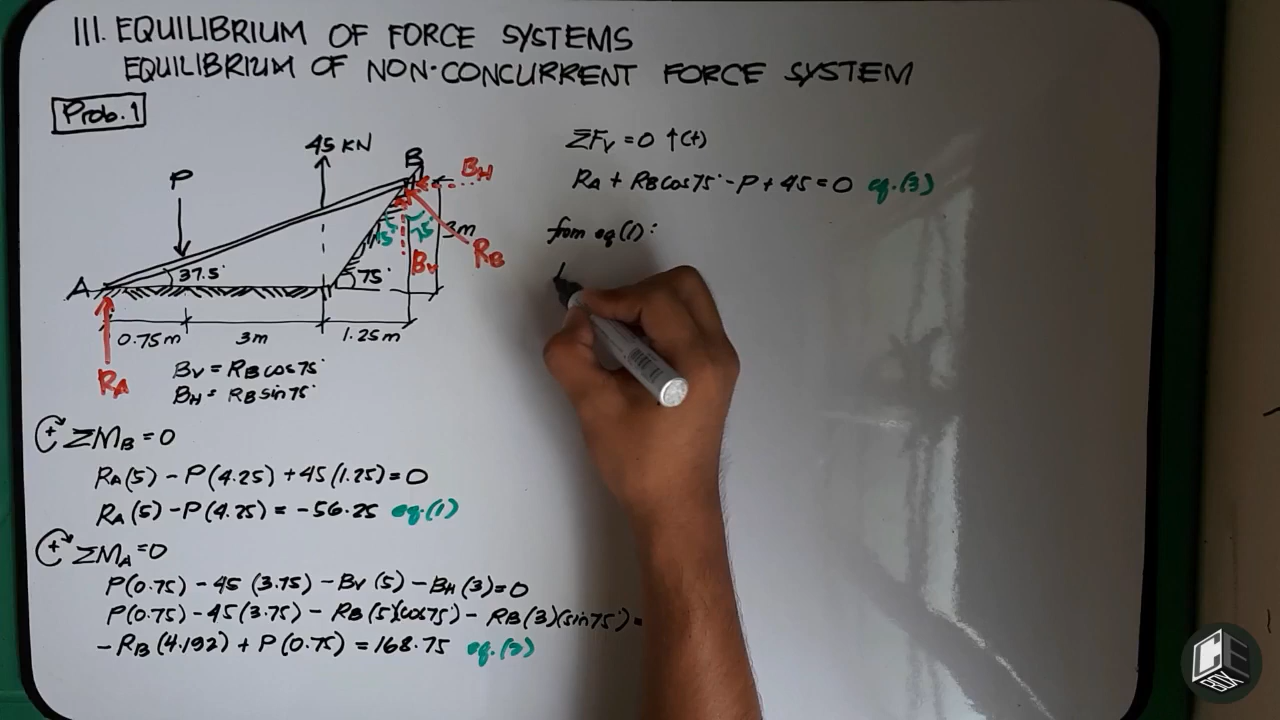 III. EQUILIBRIUM OF FORCE SYSTEMS
EQUILIBRIUM OF NON-CONCURRENT FORCE SYSTEM
Prob. 1
45 KN
P
B
BH
3m
15°
75°
BV
RB
A
37.5°
75°
0.75m
3m
1.25m
RA
BV = RB cos 75°
BH = RB sin 75°
+ ΣMB = 0
RA(5) - P(4.25) + 45(1.25) = 0
RA(5) - P(4.25) = -56.25 eq.(1)
+ ΣMA = 0
P(0.75) - 45(3.75) - BV(5) - BH(3) = 0
P(0.75) - 45(3.75) - RB(5)(cos75°) - RB(3)(sin75°) =
-RB(4.192) + P(0.75) = 168.75 eq.(2)
ΣFV = 0 ↑(+)
RA + RB cos 75° - P + 45 = 0 eq.(3)
from eq(1):
CE
BOX